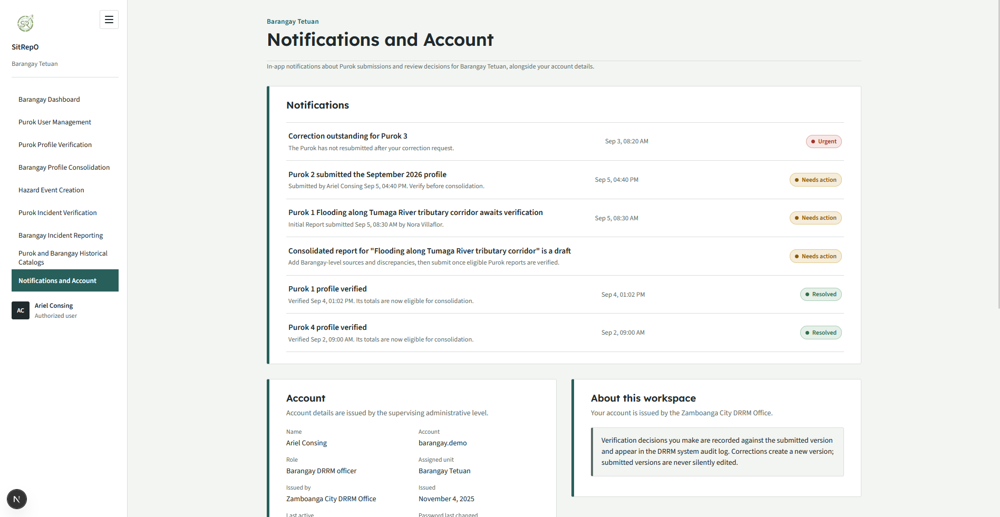 SitRepO
Barangay Tetuan
Barangay Dashboard
Purok User Management
Purok Profile Verification
Barangay Profile Consolidation
Hazard Event Creation
Purok Incident Verification
Barangay Incident Reporting
Purok and Barangay Historical
Catalogs
Notifications and Account
AC
Ariel Consing
Authorized user
N
Barangay Tetuan
Notifications and Account
In-app notifications about Purok submissions and review decisions for Barangay Tetuan, alongside your account details.
Notifications
Correction outstanding for Purok 3
The Purok has not resubmitted after your correction request.
Sep 3, 08:20 AM
Urgent
Purok 2 submitted the September 2026 profile
Submitted by Ariel Consing Sep 5, 04:40 PM. Verify before consolidation.
Sep 5, 04:40 PM
Needs action
Purok 1 Flooding along Tumaga River tributary corridor awaits verification
Initial Report submitted Sep 5, 08:30 AM by Nora Villaflor.
Sep 5, 08:30 AM
Needs action
Consolidated report for "Flooding along Tumaga River tributary corridor" is a draft
Add Barangay-level sources and discrepancies, then submit once eligible Purok reports are verified.
Needs action
Purok 1 profile verified
Verified Sep 4, 01:02 PM. Its totals are now eligible for consolidation.
Sep 4, 01:02 PM
Resolved
Purok 4 profile verified
Verified Sep 2, 09:00 AM. Its totals are now eligible for consolidation.
Sep 2, 09:00 AM
Resolved
Account
Account details are issued by the supervising administrative level.
Name
Ariel Consing
Account
barangay.demo
Role
Barangay DRRM officer
Assigned unit
Barangay Tetuan
Issued by
Zamboanga City DRRM Office
Issued
November 4, 2025
Last active
Password last changed
About this workspace
Your account is issued by the Zamboanga City DRRM Office.
Verification decisions you make are recorded against the submitted version
and appear in the DRRM system audit log. Corrections create a new version;
submitted versions are never silently edited.